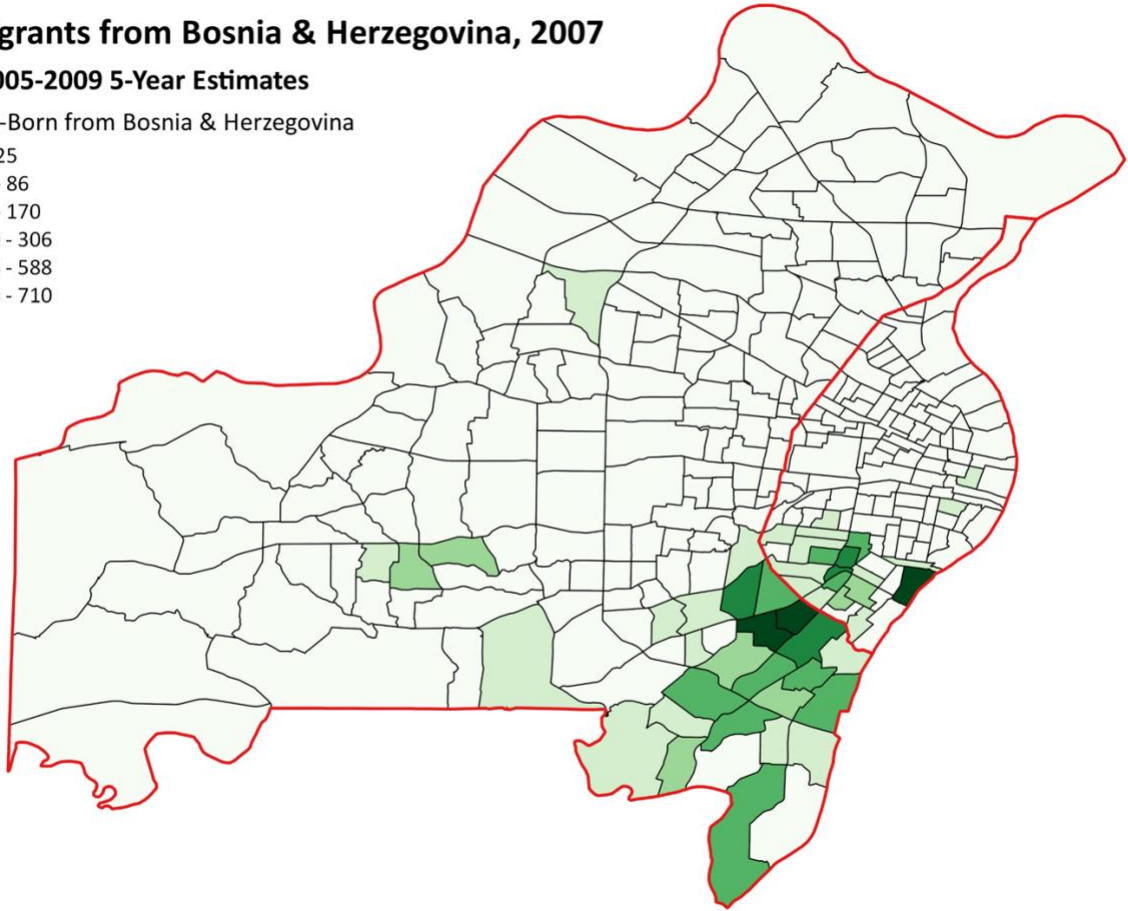 grants from Bosnia & Herzegovina, 2007
005-2009 5-Year Estimates
-Born from Bosnia & Herzegovina
25
86
170
- 306
- 588
- 710